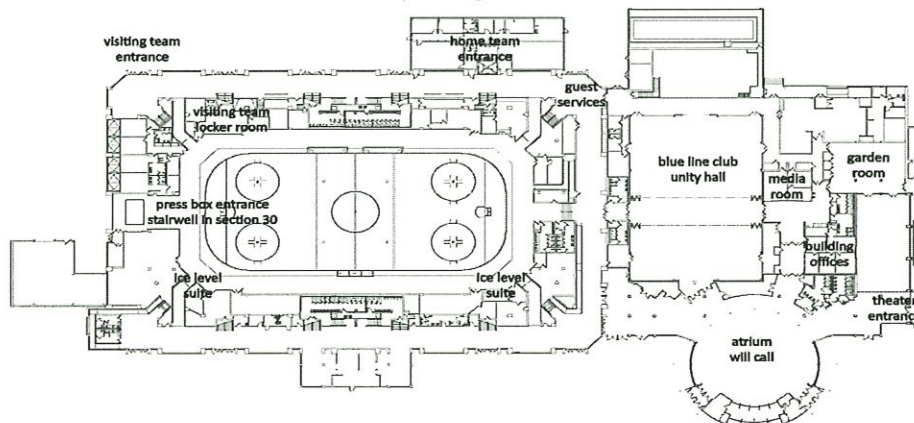 visiting team
entrance
home team
entrance
guest
services
visiting team
locker room
blue line club
unity hall
garden
room
media
room
press box entrance
stairwell in section 30
building
offices
ice level
suite
ice level
suite
theater
entranc
atrium
will call